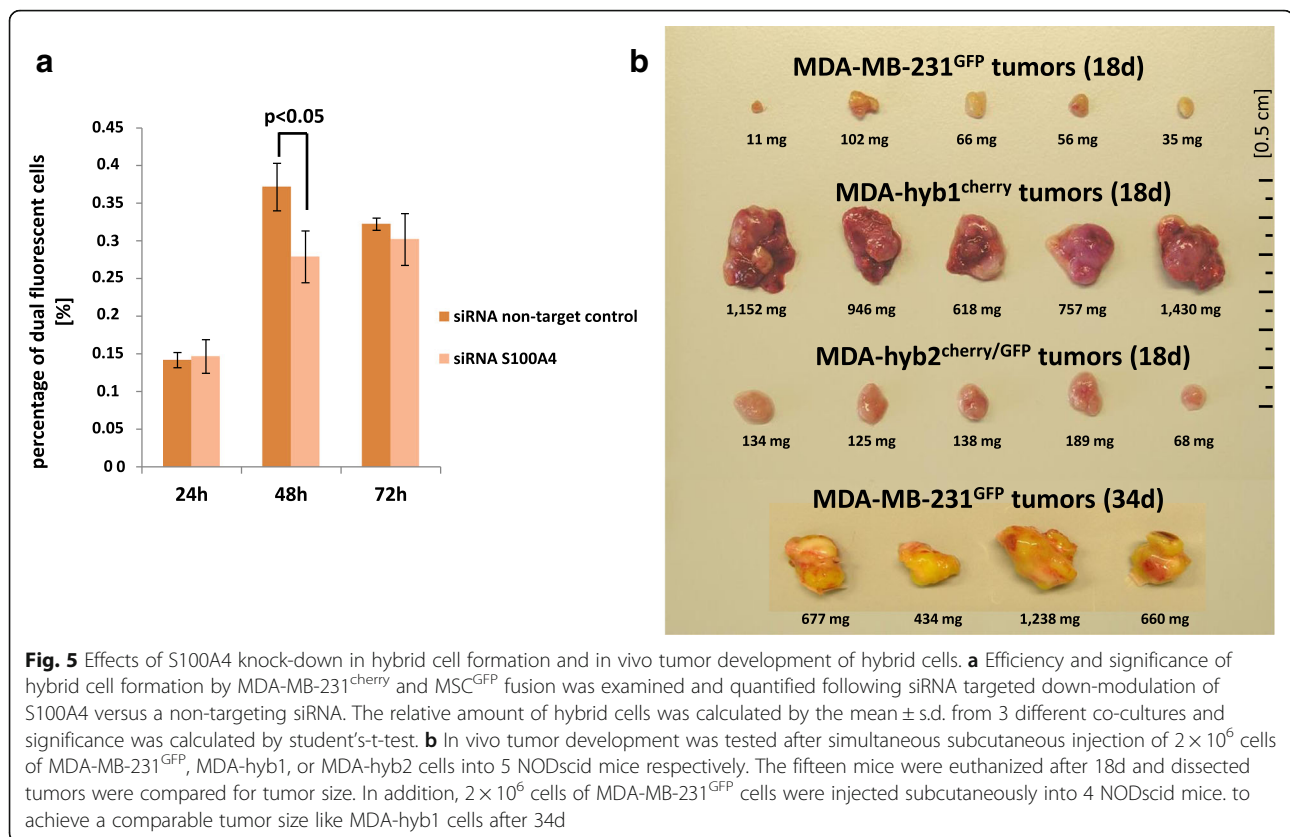 a
p<0.05
0.45
0.4
0.35
0.3
0.25
0.2
0.15
0.1
0.05
0 0
percentage of dual fluorescent cells
[%]
24h 48h 72h
siRNA non-target control
siRNA S100A4
b
MDA-MB-231GFP tumors (18d)
11 mg 102 mg 66 mg 56 mg 35 mg
[0.5 cm]
MDA-hyb1cherry tumors (18d)
1,152 mg 946 mg 618 mg 757 mg 1,430 mg
MDA-hyb2cherry/GFP tumors (18d)
134 mg 125 mg 138 mg 189 mg 68 mg
MDA-MB-231GFP tumors (34d)
677 mg 434 mg 1,238 mg 660 mg
Fig. 5 Effects of S100A4 knock-down in hybrid cell formation and in vivo tumor development of hybrid cells. a Efficiency and significance of
hybrid cell formation by MDA-MB-231cherry and MSCGFP fusion was examined and quantified following siRNA targeted down-modulation of
S100A4 versus a non-targeting siRNA. The relative amount of hybrid cells was calculated by the mean ± s.d. from 3 different co-cultures and
significance was calculated by student's-t-test. b In vivo tumor development was tested after simultaneous subcutaneous injection of 2 × 10⁶ cells
of MDA-MB-231GFP, MDA-hyb1, or MDA-hyb2 cells into 5 NODscid mice respectively. The fifteen mice were euthanized after 18d and dissected
tumors were compared for tumor size. In addition, 2 × 10⁶ cells of MDA-MB-231GFP cells were injected subcutaneously into 4 NODscid mice. to
achieve a comparable tumor size like MDA-hyb1 cells after 34d